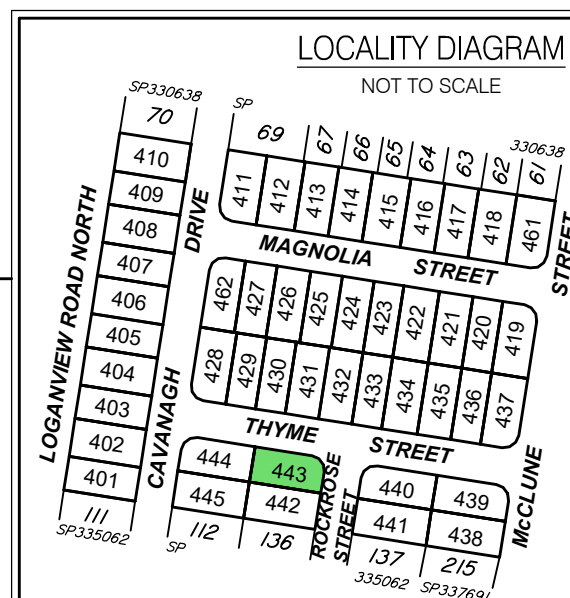 LOCALITY DIAGRAM
NOT TO SCALE
SP330638
70
410
409
408
407
406
405
404
403
402
401
111
SP335062
LOGANVIEW ROAD NORTH
CAVANAGH DRIVE
SP 330638
69 67 66 65 64 63 62 61
411 412 413 414 415 416 417 418 461
MAGNOLIA STREET
462 427 426 425 424 423 422 421 420 419
428 429 430 431 432 433 434 435 436 437
THYME STREET
444 443
445 442
112 136
SP
ROCKROSE STREET
440 439
441 438
137 215
335062 SP33769
McCLUNE STREET